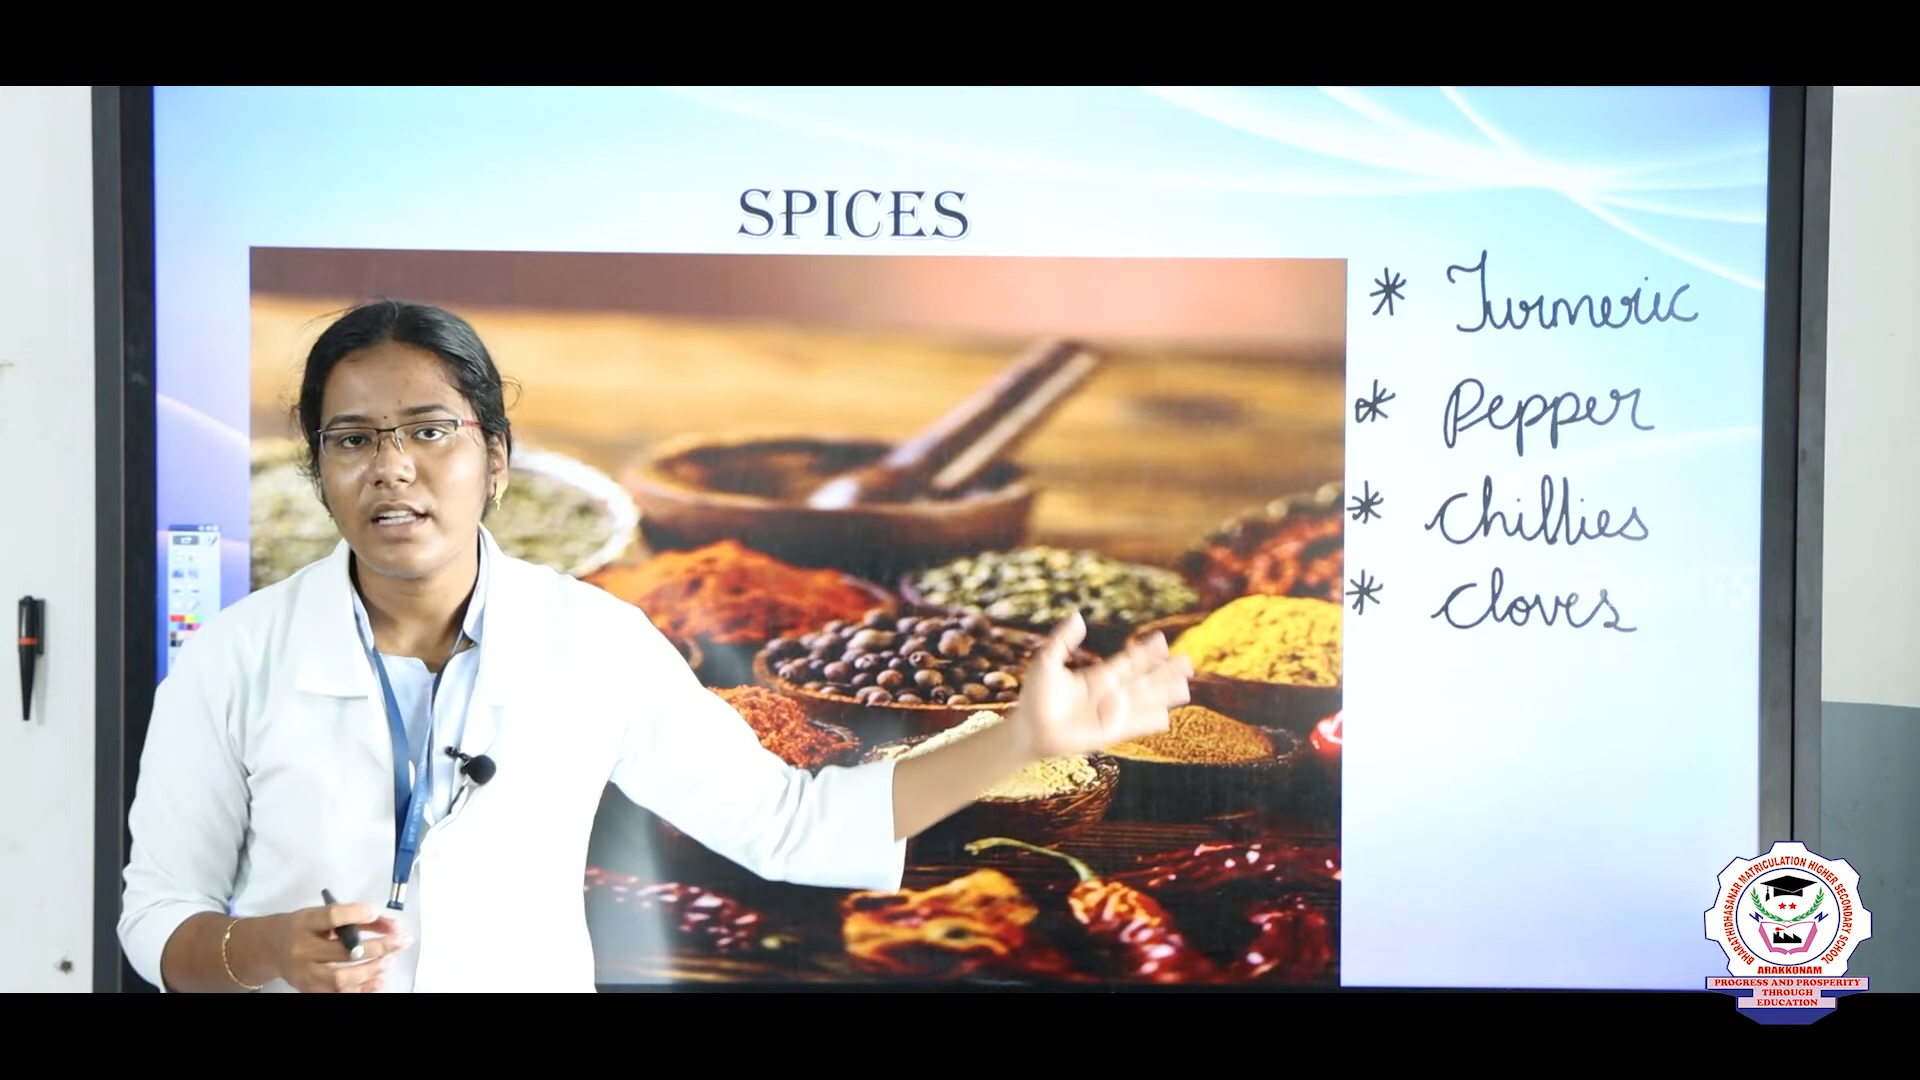 SPICES
* Turmeric
* Pepper
* Chillies
* Cloves
BHARATHIDHASANAR MATRICULATION HIGHER SECONDARY SCHOOL
ARAKKONAM
PROGRESS AND PROSPERITY
THROUGH
EDUCATION